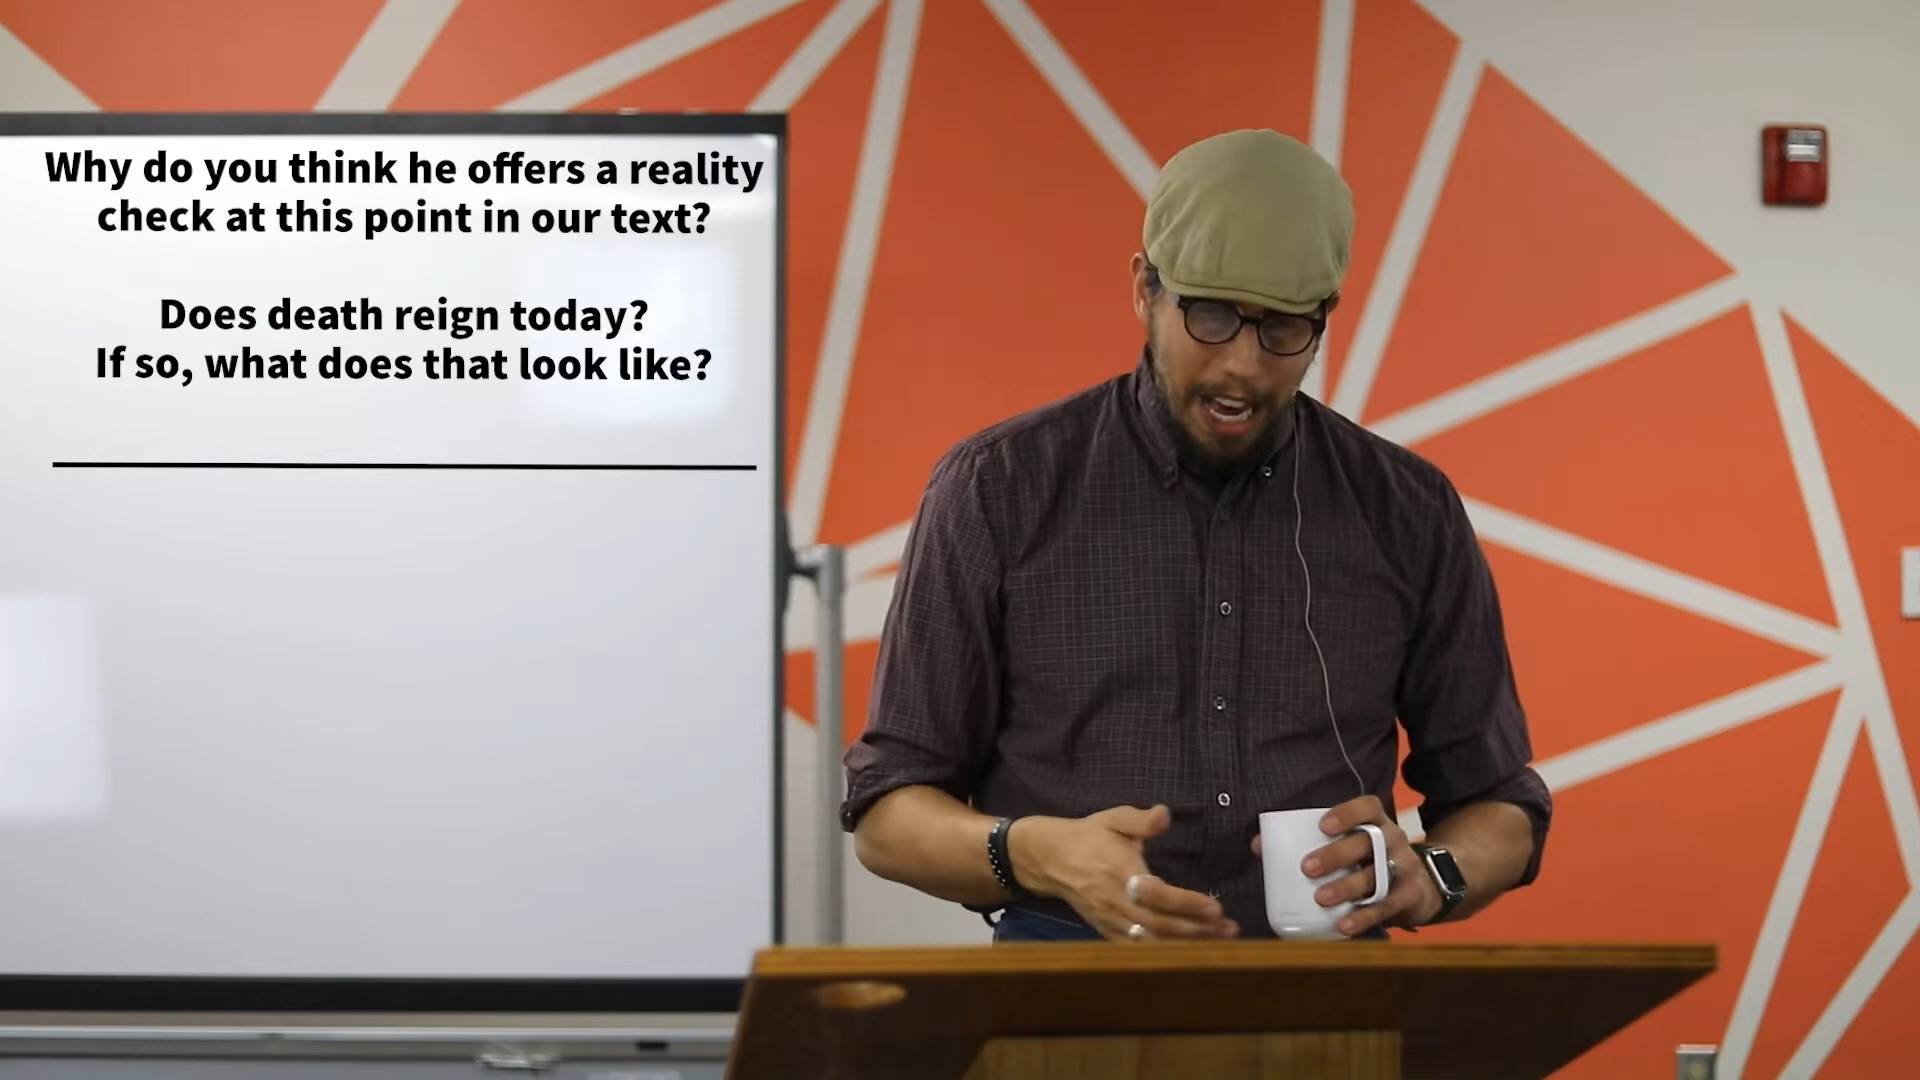 Why do you think he offers a reality
check at this point in our text?
Does death reign today?
If so, what does that look like?